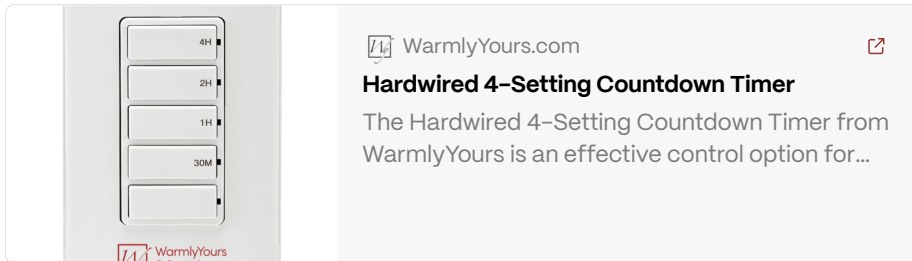 4H
2H
1H
30M
WarmlyYours
WarmlyYours.com
Hardwired 4-Setting Countdown Timer
The Hardwired 4-Setting Countdown Timer from
WarmlyYours is an effective control option for...